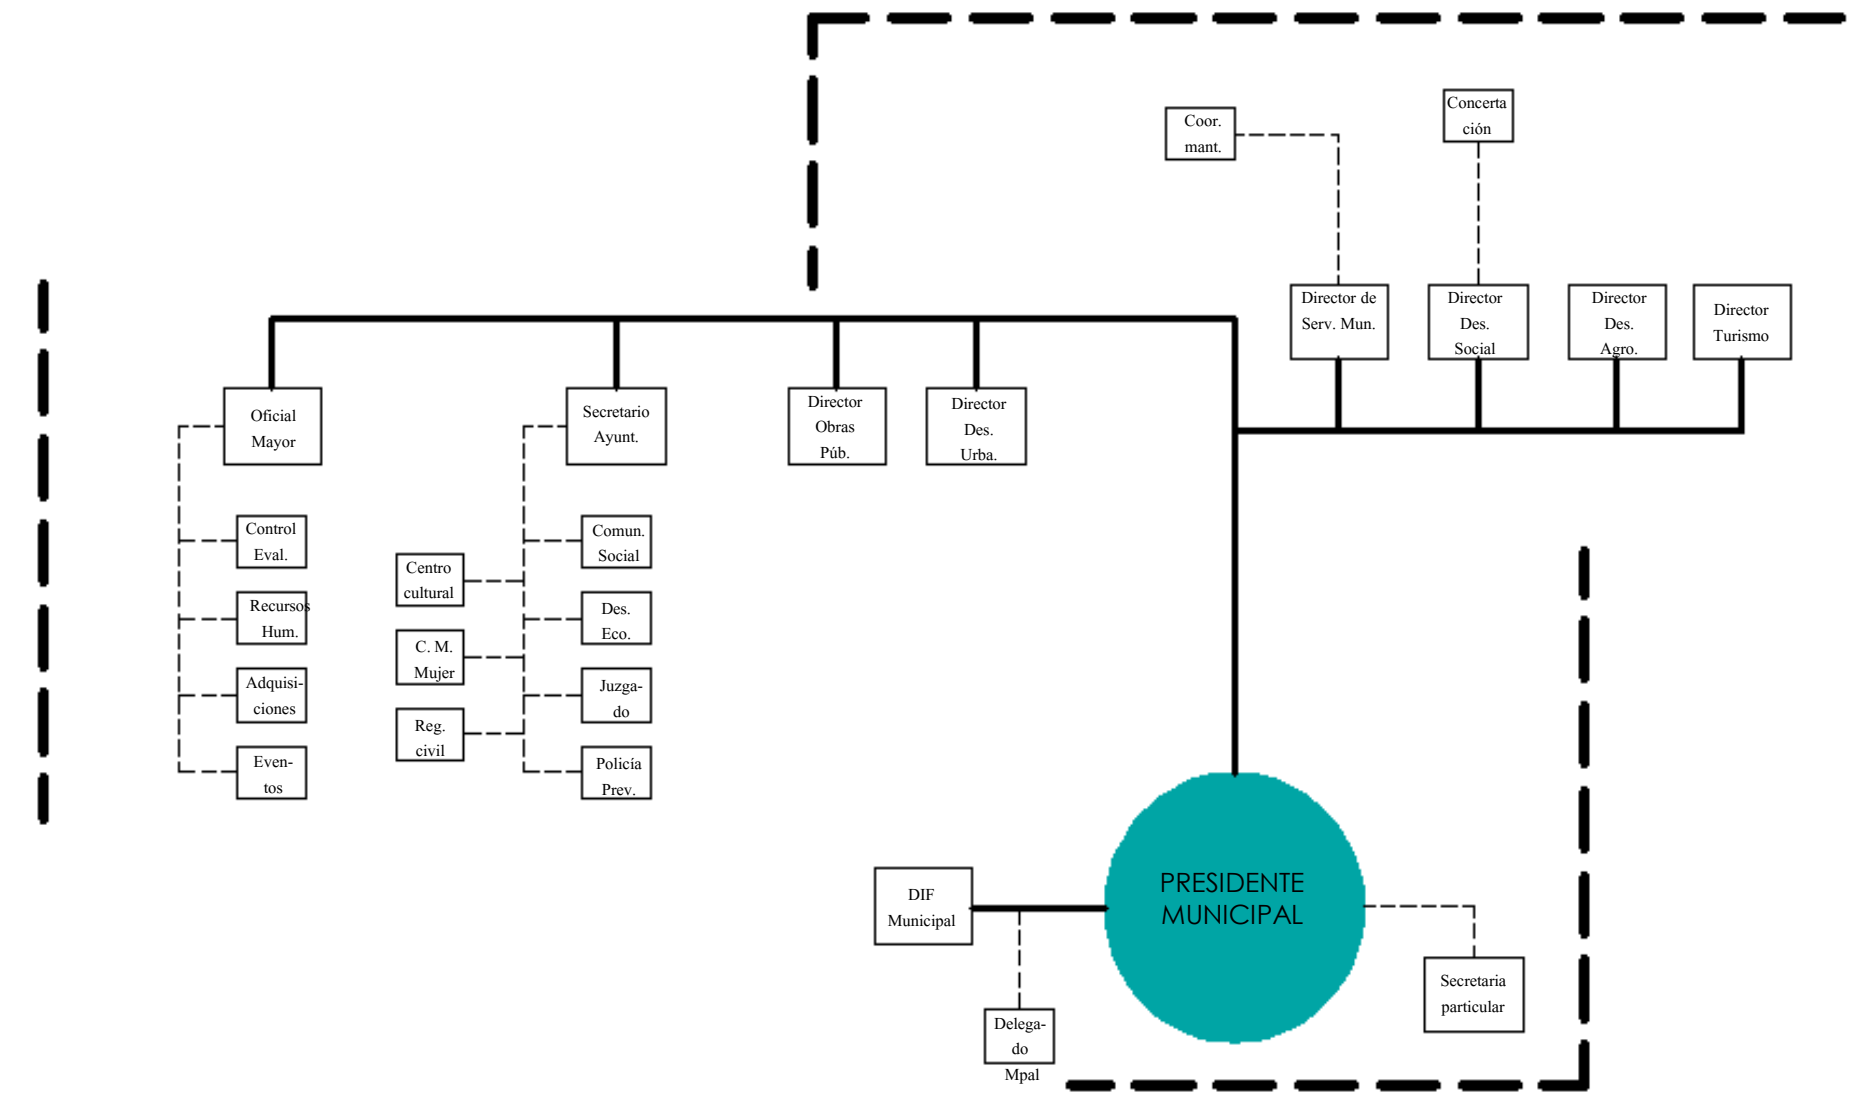 Concerta
ción
Coor.
mant.
Director de
Serv. Mun.
Director
Des.
Social
Director
Des.
Agro.
Director
Turismo
Oficial
Mayor
Secretario
Ayunt.
Director
Obras
Púb.
Director
Des.
Urba.
Control
Eval.
Recursos
Hum.
Adquisi-
ciones
Even-
tos
Centro
cultural
C. M.
Mujer
Reg.
civil
Comun.
Social
Des.
Eco.
Juzga-
do
Policía
Prev.
PRESIDENTE
MUNICIPAL
DIF
Municipal
Delega-
do
Mpal
Secretaria
particular